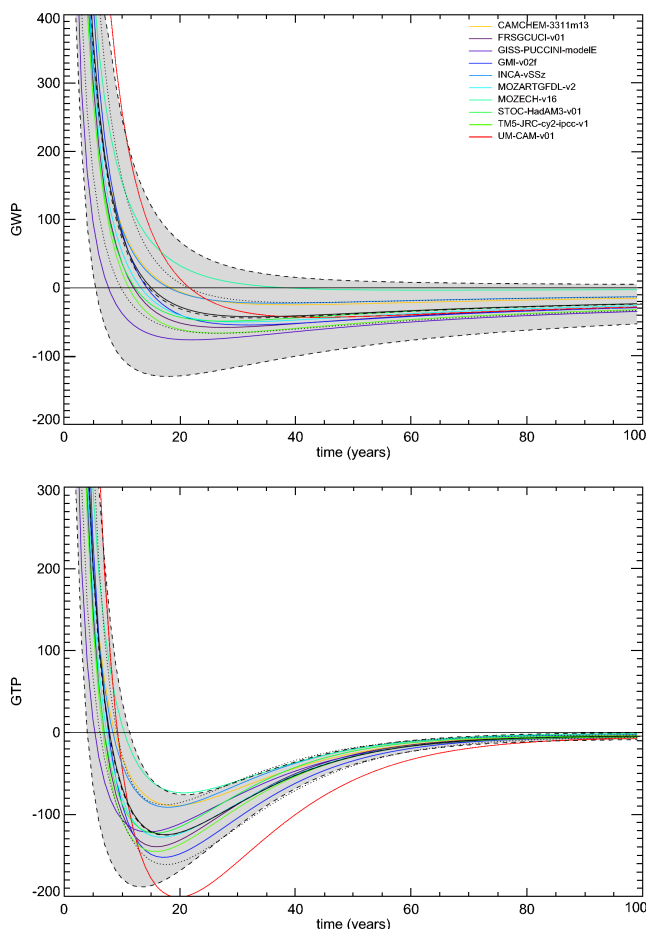 400
300
200
100
0
-100
-200
GWP
CAMCHEM-3311m13
FRSGCUCI-v01
GISS-PUCCINI-modelE
GMI-v02f
INCA-vSSz
MOZARTGFDL-v2
MOZECH-v16
STOC-HadAM3-v01
TM5-JRC-cy2-ipcc-v1
UM-CAM-v01
0 20 40 60 80 100
time (years)
300
200
100
0
-100
-200
GTP
0 20 40 60 80 100
time (years)